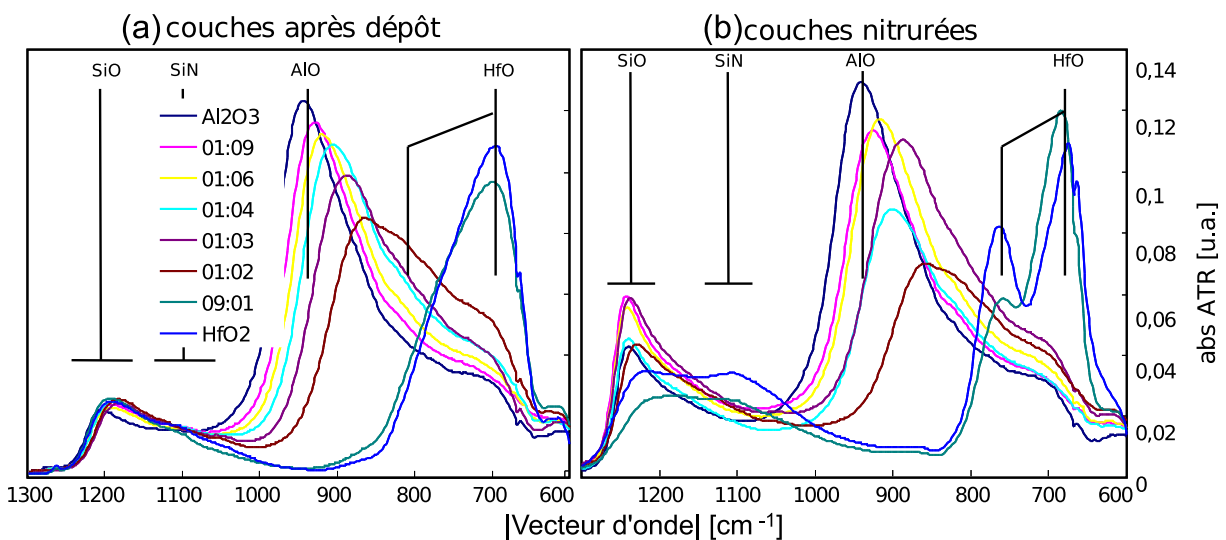 (a) couches après dépôt
(b) couches nitrurées
SiO SiN AlO HfO
SiO SiN AlO HfO
Al2O3
01:09
01:06
01:04
01:03
01:02
09:01
HfO2
0,14
0,12
0,1
0,08
0,06
0,04
0,02
0
abs ATR [u.a.]
1300 1200 1100 1000 900 800 700 600
1200 1100 1000 900 800 700 600
|Vecteur d'onde| [cm⁻¹]